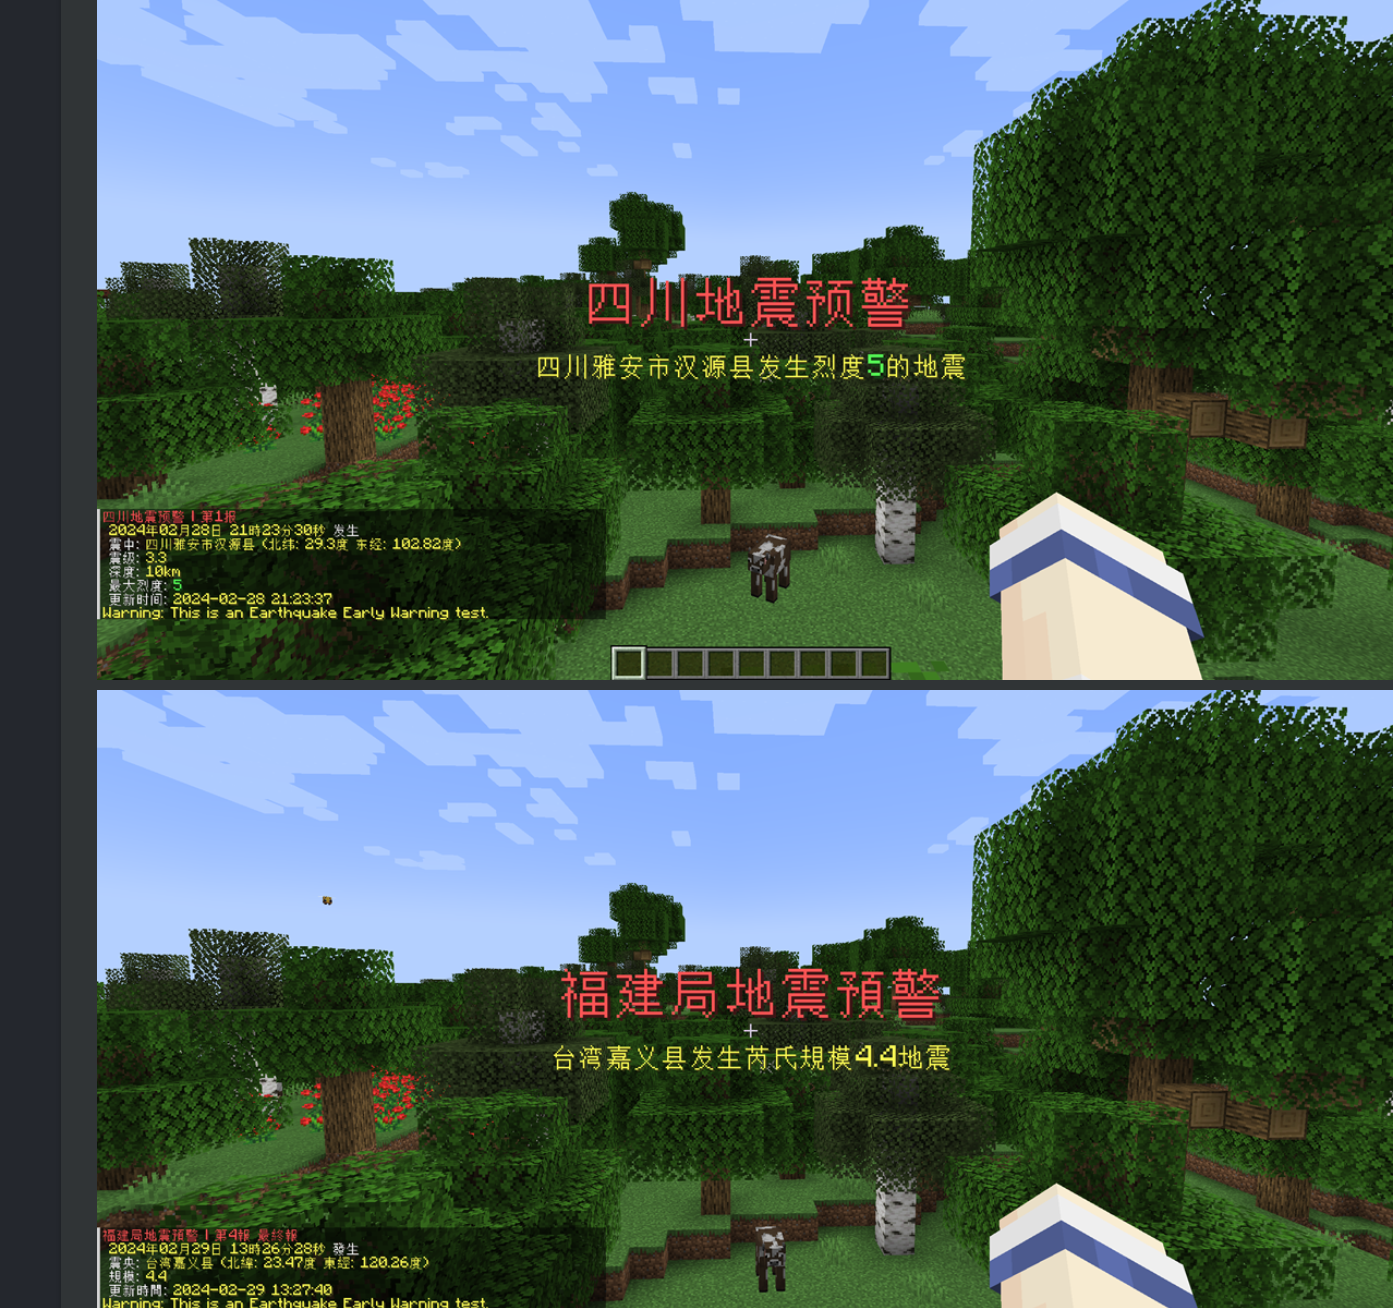 四川地震预警
四川雅安市汉源县发生烈度5的地震
四川地震预警 | 第1报
2024年02月28日 21時23分30秒 发生
震中: 四川雅安市汉源县 (北纬: 29.3度 东经: 102.82度)
震级: 3.3
深度: 10km
最大烈度: 5
更新时间: 2024-02-28 21:23:37
Warning: This is an Earthquake Early Warning test.
福建局地震預警
台湾嘉义县发生芮氏規模4.4地震
福建局地震預警 | 第4報 最終報
2024年02月29日 13時26分28秒 發生
震央: 台湾嘉义县 (北緯: 23.47度 東經: 120.26度)
規模: 4.4
更新時間: 2024-02-29 13:27:40
Warning: This is an Earthquake Early Warning test.